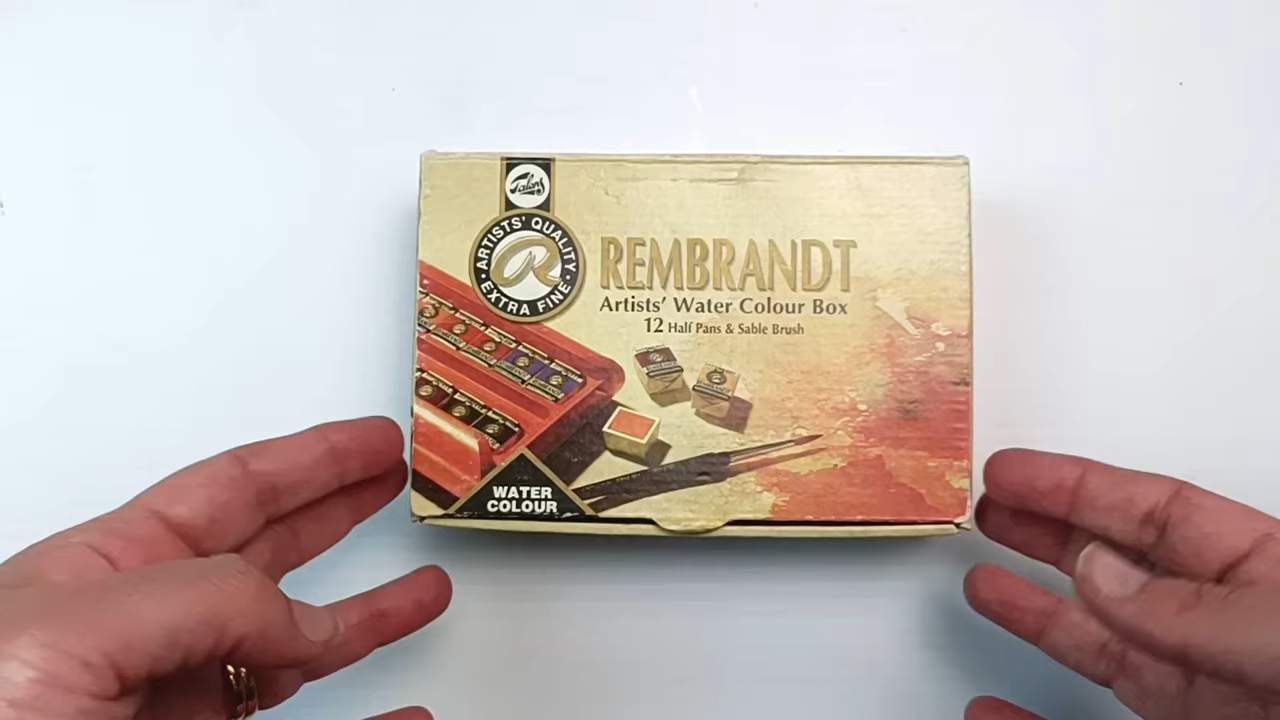 Talens
ARTISTS' QUALITY
EXTRA FINE
R
REMBRANDT
Artists' Water Colour Box
12 Half Pans & Sable Brush
WATER
COLOUR